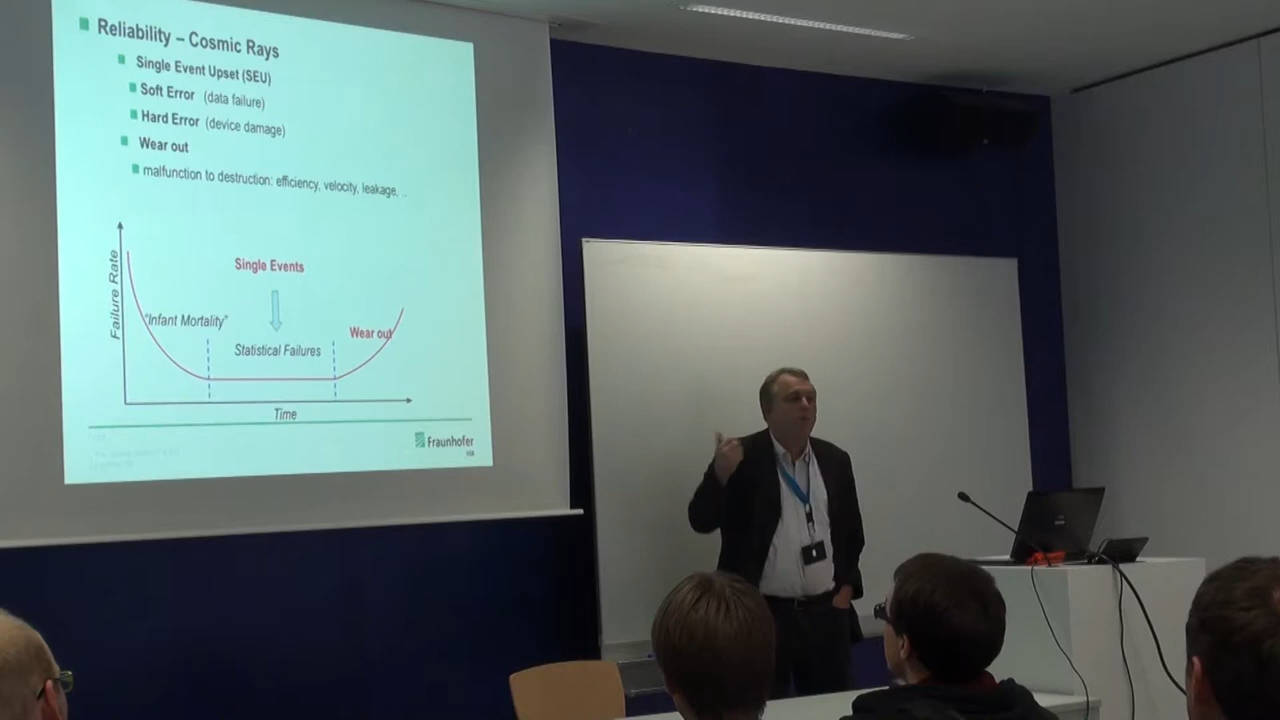 Reliability – Cosmic Rays
Single Event Upset (SEU)
Soft Error (data failure)
Hard Error (device damage)
Wear out
malfunction to destruction: efficiency, velocity, leakage, ..
Failure Rate
Single Events
"Infant Mortality"
Statistical Failures
Wear out
Time
Fraunhofer